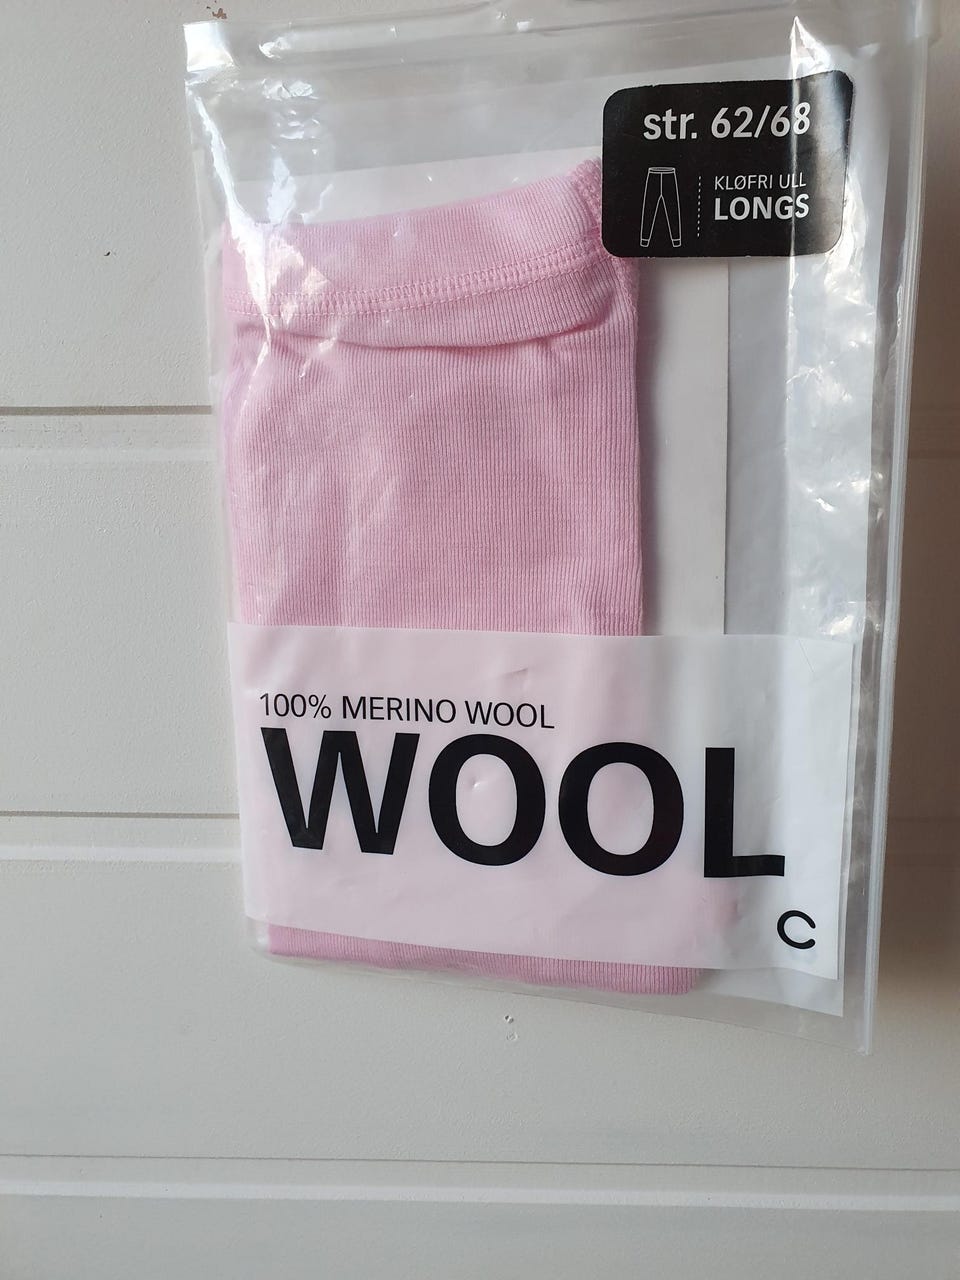 str. 62/68
KLØFRI ULL
LONGS
100% MERINO WOOL
WOOL
C